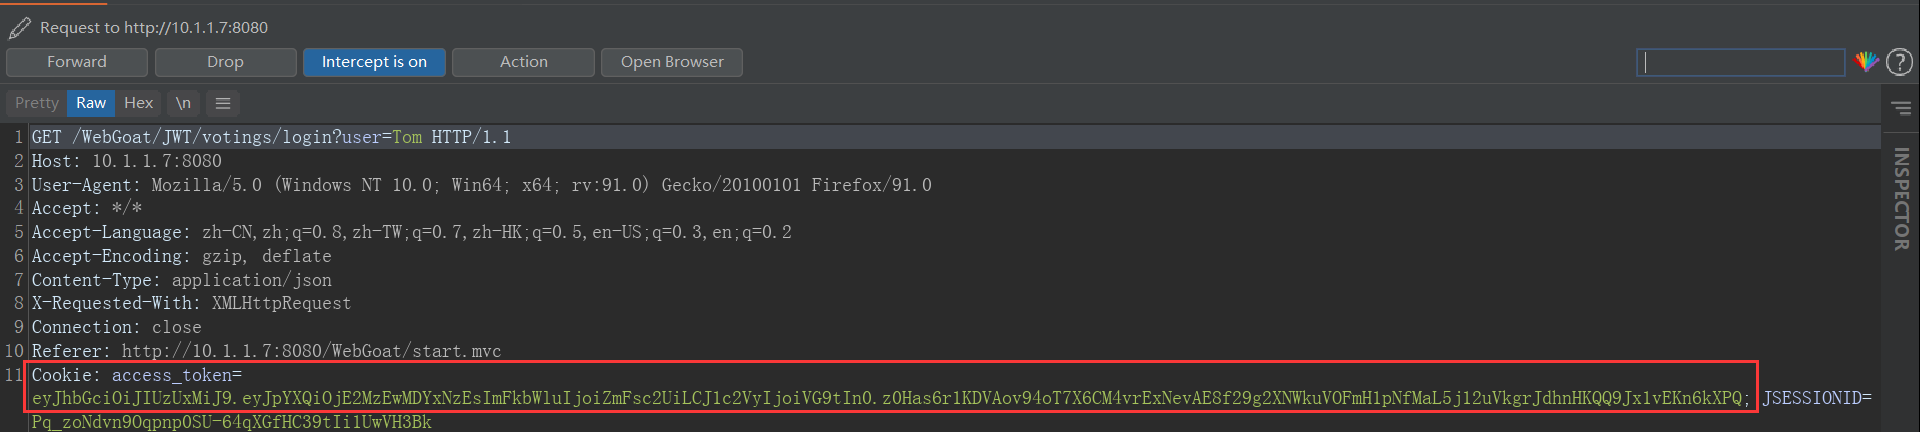 Request to http://10.1.1.7:8080
Forward Drop Intercept is on Action Open Browser
Pretty Raw Hex \n
1 GET /WebGoat/JWT/votings/login?user=Tom HTTP/1.1
2 Host: 10.1.1.7:8080
3 User-Agent: Mozilla/5.0 (Windows NT 10.0; Win64; x64; rv:91.0) Gecko/20100101 Firefox/91.0
4 Accept: */*
5 Accept-Language: zh-CN,zh;q=0.8,zh-TW;q=0.7,zh-HK;q=0.5,en-US;q=0.3,en;q=0.2
6 Accept-Encoding: gzip, deflate
7 Content-Type: application/json
8 X-Requested-With: XMLHttpRequest
9 Connection: close
10 Referer: http://10.1.1.7:8080/WebGoat/start.mvc
11 Cookie: access_token=
eyJhbGciOiJIUzUxMiJ9.eyJpYXQiOjE2MzEwMDYxNzEsImFkbWluIjoiZmFsc2UiLCJ1c2VyIjoiVG9tIn0.z0Has6r1KDVAov94oT7X6CM4vrExNevAE8f29g2XNWkuVOFmH1pNfMaL5j12uVkgrJdhnHKQQ9Jx1vEKn6kXPQ; JSESSIONID=
Pq_zoNdvn9Oqpnp0SU-64qXGfHC39tIi1UwVH3Bk
INSPECTOR